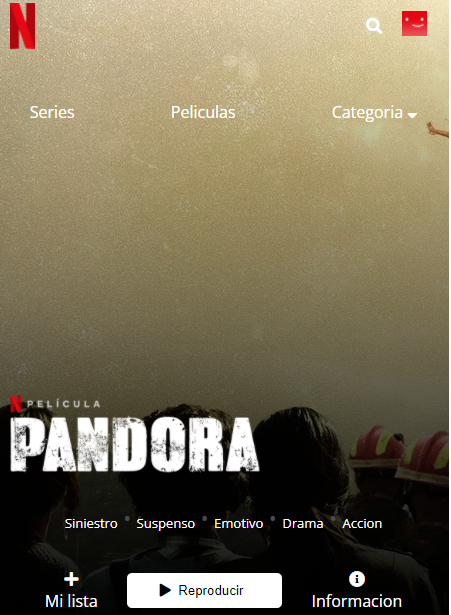 N
Series Peliculas Categoria
N PELÍCULA
PANDORA
Siniestro • Suspenso • Emotivo • Drama • Accion
Mi lista Reproducir Informacion